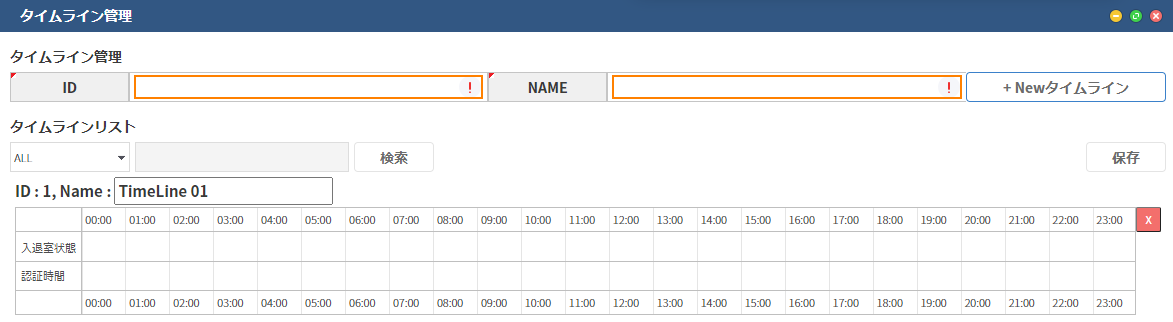 タイムライン管理
タイムライン管理
ID ! NAME ! + Newタイムライン
タイムラインリスト
ALL 検索 保存
ID : 1, Name : TimeLine 01
00:00 01:00 02:00 03:00 04:00 05:00 06:00 07:00 08:00 09:00 10:00 11:00 12:00 13:00 14:00 15:00 16:00 17:00 18:00 19:00 20:00 21:00 22:00 23:00 X
入退室状態
認証時間
00:00 01:00 02:00 03:00 04:00 05:00 06:00 07:00 08:00 09:00 10:00 11:00 12:00 13:00 14:00 15:00 16:00 17:00 18:00 19:00 20:00 21:00 22:00 23:00